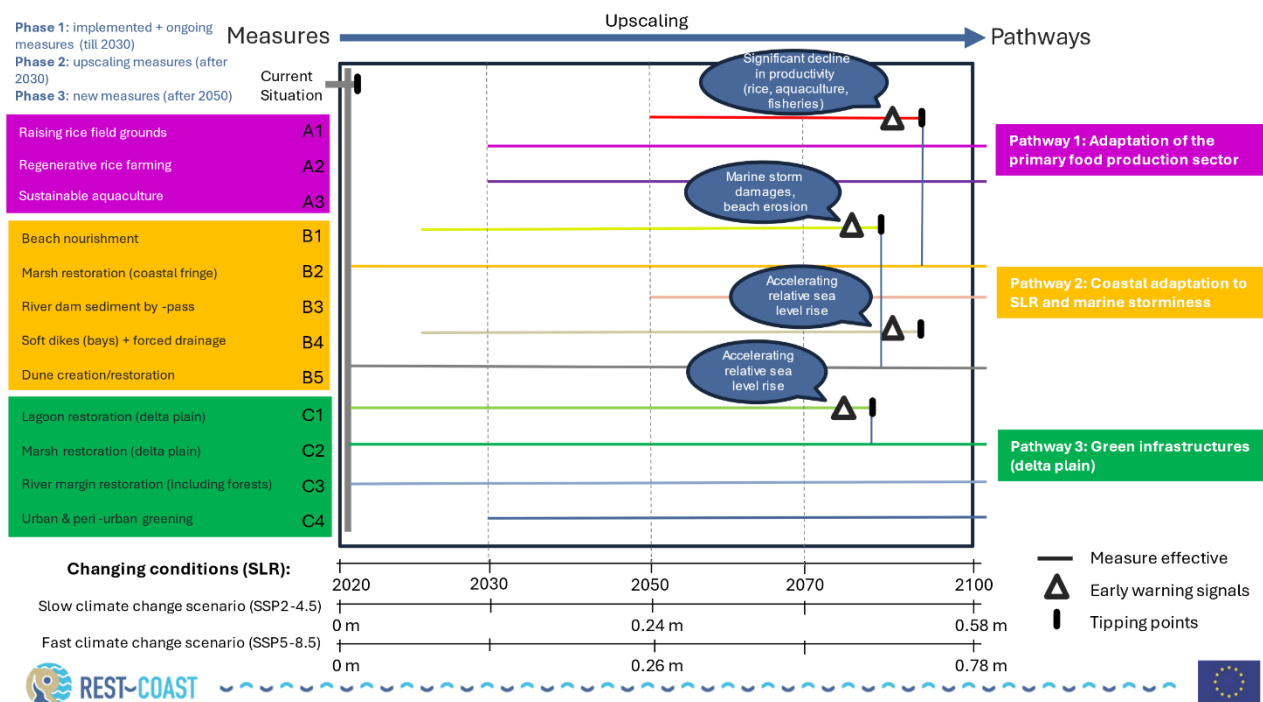 Upscaling
Phase 1: implemented + ongoing
measures (till 2030)
Phase 2: upscaling measures (after
2030)
Phase 3: new measures (after 2050)
Measures
Pathways
Current
Situation
Significant decline
in productivity
(rice, aquaculture,
fisheries)
Raising rice field grounds A1
Regenerative rice farming A2
Sustainable aquaculture A3
Pathway 1: Adaptation of the
primary food production sector
Marine storm
damages,
beach erosion
Beach nourishment B1
Marsh restoration (coastal fringe) B2
River dam sediment by -pass B3
Soft dikes (bays) + forced drainage B4
Dune creation/restoration B5
Accelerating
relative sea
level rise
Pathway 2: Coastal adaptation to
SLR and marine storminess
Accelerating
relative sea
level rise
Lagoon restoration (delta plain) C1
Marsh restoration (delta plain) C2
River margin restoration (including forests) C3
Urban & peri -urban greening C4
Pathway 3: Green infrastructures
(delta plain)
Changing conditions (SLR):
2020 2030 2050 2070 2100
Slow climate change scenario (SSP2-4.5)
0 m 0.24 m 0.58 m
Fast climate change scenario (SSP5-8.5)
0 m 0.26 m 0.78 m
Measure effective
Early warning signals
Tipping points
REST-COAST